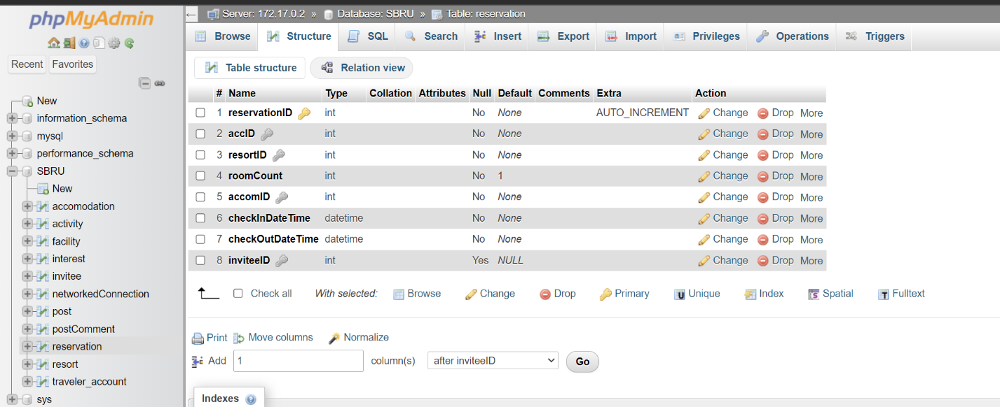 phpMyAdmin
Recent Favorites
New
information_schema
mysql
performance_schema
SBRU
New
accomodation
activity
facility
interest
invitee
networkedConnection
post
postComment
reservation
resort
traveler_account
sys
Server: 172.17.0.2 » Database: SBRU » Table: reservation
Browse Structure SQL Search Insert Export Import Privileges Operations Triggers
Table structure Relation view
# Name Type Collation Attributes Null Default Comments Extra Action
1 reservationID int No None AUTO_INCREMENT Change Drop More
2 accID int No None Change Drop More
3 resortID int No None Change Drop More
4 roomCount int No 1 Change Drop More
5 accomID int No None Change Drop More
6 checkInDateTime datetime No None Change Drop More
7 checkOutDateTime datetime No None Change Drop More
8 inviteeID int Yes NULL Change Drop More
Check all With selected: Browse Change Drop Primary Unique Index Spatial Fulltext
Print Move columns Normalize
Add 1 column(s) after inviteeID Go
Indexes